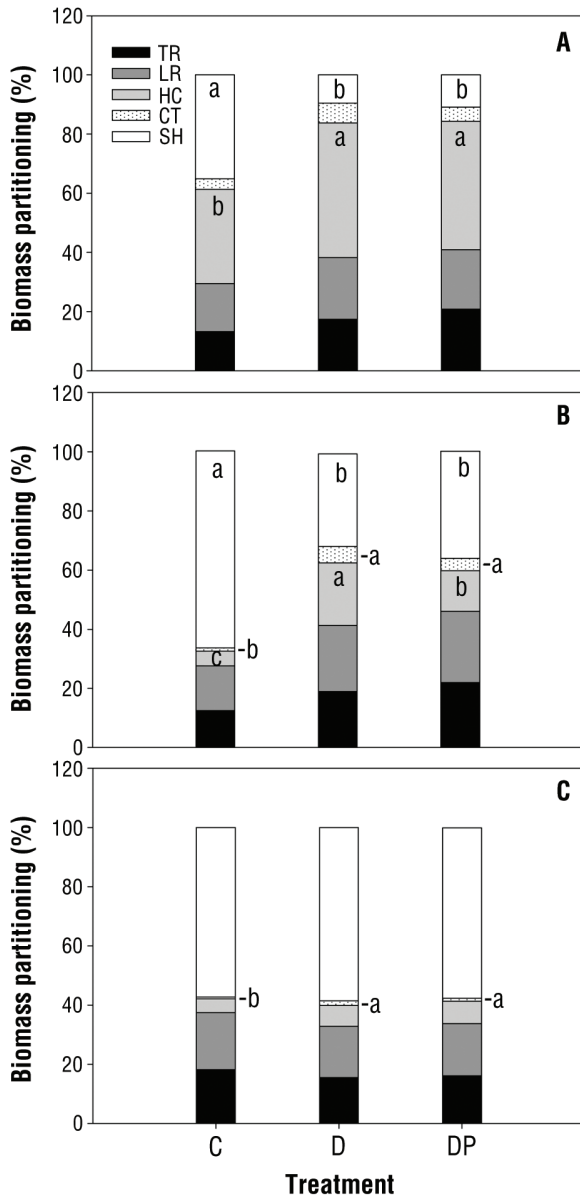 120
A
TR
LR
HC
CT
SH
100
80
60
40
20
0
Biomass partitioning (%)
a
b
b
b
a
a
120
B
100
80
60
40
20
0
Biomass partitioning (%)
a
b
b
-a
-a
a
b
-b
c
120
C
100
80
60
40
20
0
Biomass partitioning (%)
-b
-a
-a
C
D
DP
Treatment